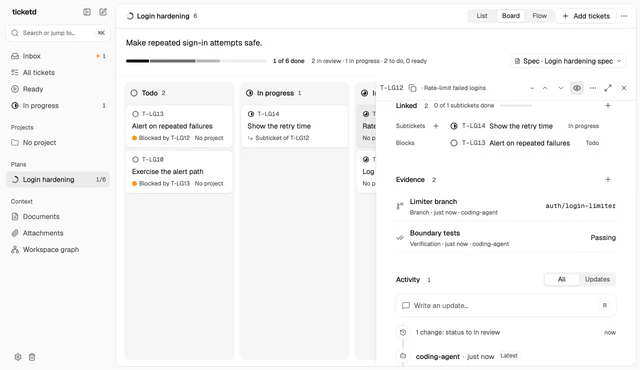 ticketd
Search or jump to...
⌘K
Inbox
1
All tickets
Ready
In progress
1
Projects
No project
Plans
Login hardening
1/6
Context
Documents
Attachments
Workspace graph
Login hardening 6
List
Board
Flow
+ Add tickets
Make repeated sign-in attempts safe.
1 of 6 done
2 in review · 1 in progress · 2 to do, 0 ready
Spec · Login hardening spec
Todo 2
T-LG13
Alert on repeated failures
Blocked by T-LG12 No project
T-LG10
Exercise the alert path
Blocked by T-LG13 No project
In progress 1
T-LG14
Show the retry time
Subticket of T-LG12
In
T-
Rate
No p
T-
Log
No p
T-LG12
· Rate-limit failed logins
Linked 2 0 of 1 subtickets done
Subtickets +
T-LG14 Show the retry time
In progress
Blocks
T-LG13 Alert on repeated failures
Todo
Evidence 2
Limiter branch
Branch · just now · coding-agent
auth/login-limiter
Boundary tests
Verification · just now · coding-agent
Passing
Activity 1
All
Updates
Write an update...
R
1 change: status to In review
now
coding-agent · just now Latest